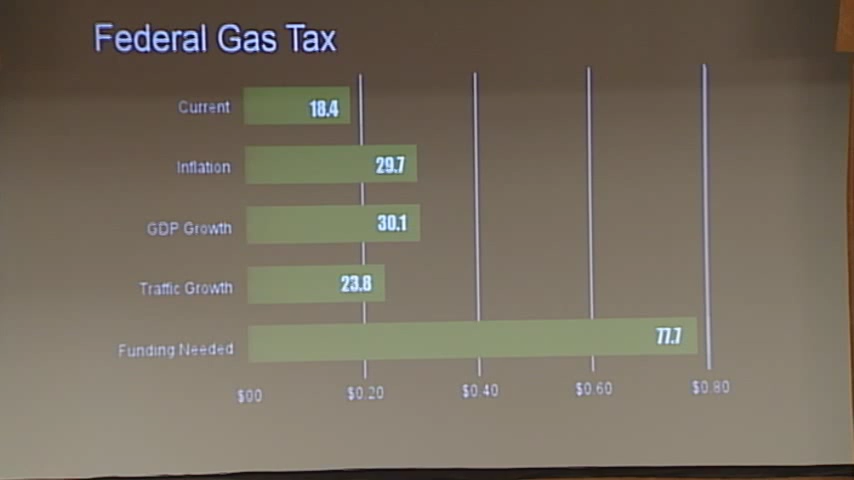 Federal Gas Tax
Current 18.4
Inflation 29.7
GDP Growth 30.1
Traffic Growth 23.8
Funding Needed 77.7
$00 $0.20 $0.40 $0.60 $0.80